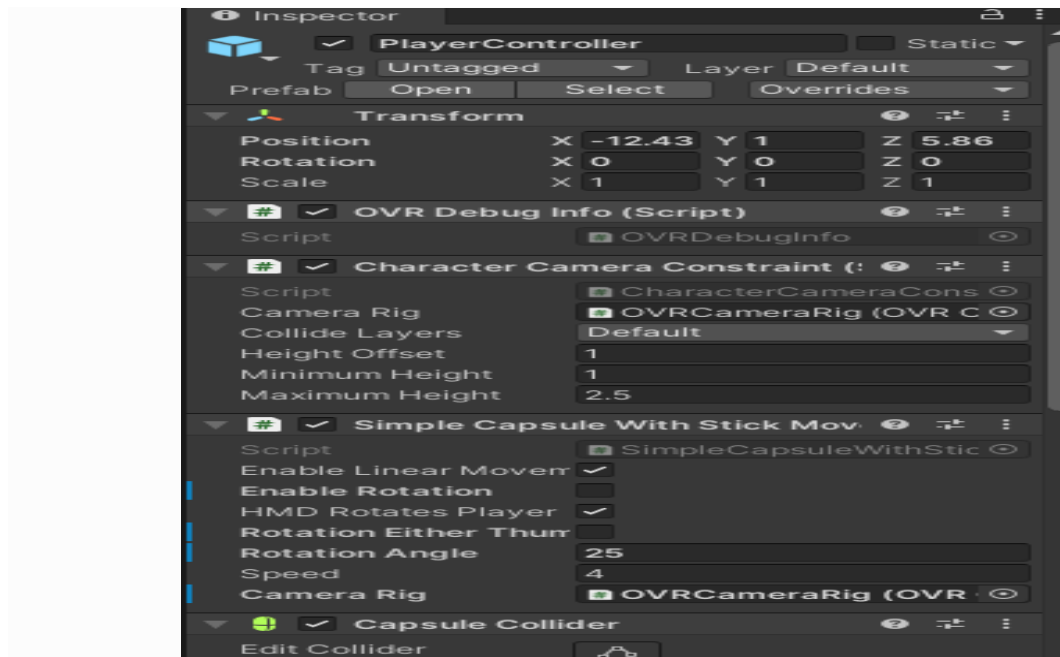 Inspector
PlayerController Static
Tag Untagged Layer Default
Prefab Open Select Overrides
Transform
Position X -12.43 Y 1 Z 5.86
Rotation X 0 Y 0 Z 0
Scale X 1 Y 1 Z 1
# OVR Debug Info (Script)
Script # OVRDebugInfo
# Character Camera Constraint (S
Script # CharacterCameraCons
Camera Rig # OVRCameraRig (OVR C
Collide Layers Default
Height Offset 1
Minimum Height 1
Maximum Height 2.5
# Simple Capsule With Stick Mov
Script # SimpleCapsuleWithStic
Enable Linear Movem
Enable Rotation
HMD Rotates Player
Rotation Either Thum
Rotation Angle 25
Speed 4
Camera Rig # OVRCameraRig (OVR
Capsule Collider
Edit Collider